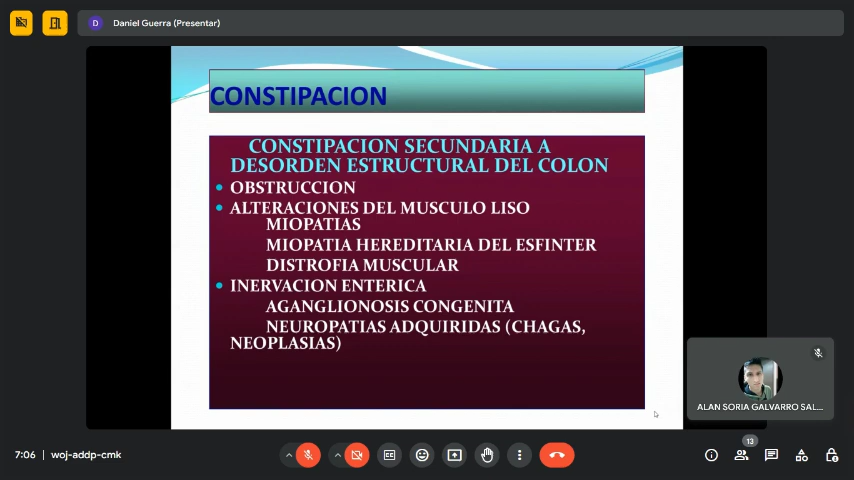 D Daniel Guerra (Presentar)
CONSTIPACION
CONSTIPACION SECUNDARIA A
DESORDEN ESTRUCTURAL DEL COLON
• OBSTRUCCION
• ALTERACIONES DEL MUSCULO LISO
MIOPATIAS
MIOPATIA HEREDITARIA DEL ESFINTER
DISTROFIA MUSCULAR
• INERVACION ENTERICA
AGANGLIONOSIS CONGENITA
NEUROPATIAS ADQUIRIDAS (CHAGAS,
NEOPLASIAS)
ALAN SORIA GALVARRO SAL...
13
7:06 | woj-addp-cmk